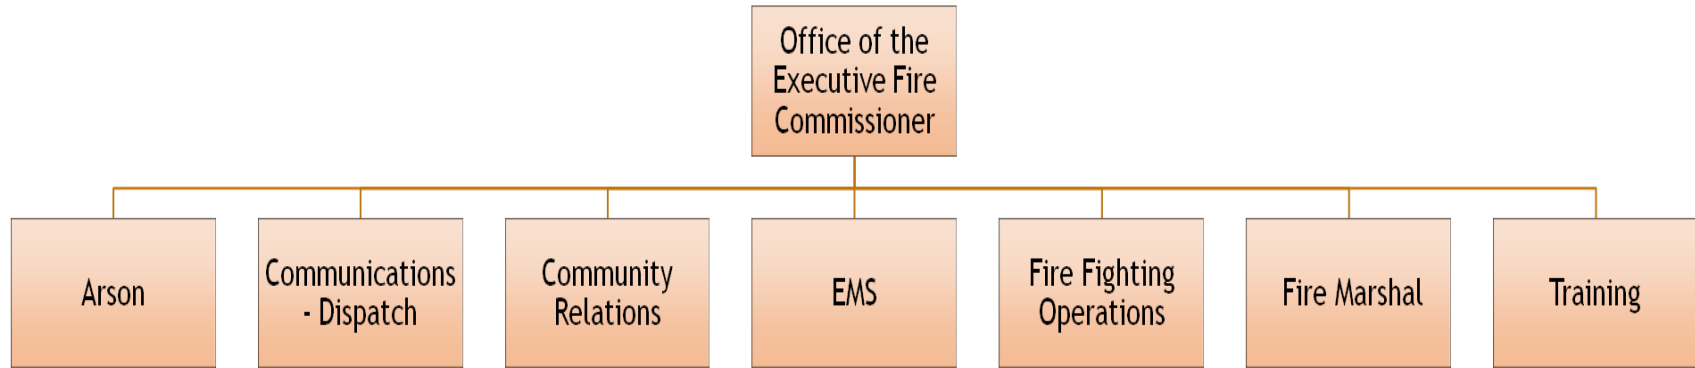 Office of the
Executive Fire
Commissioner
Arson
Communications
- Dispatch
Community
Relations
EMS
Fire Fighting
Operations
Fire Marshal
Training